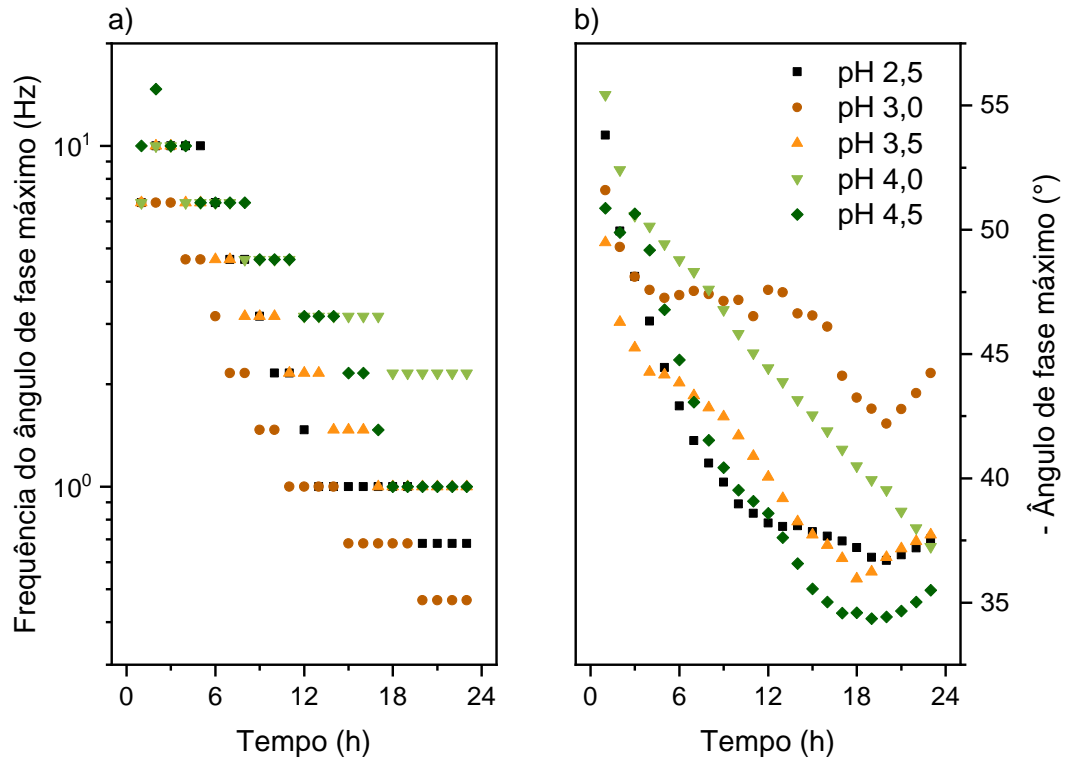 a)
Frequência do ângulo de fase máximo (Hz)
10¹
10⁰
0
6
12
18
24
Tempo (h)
b)
pH 2,5
pH 3,0
pH 3,5
pH 4,0
pH 4,5
55
50
45
40
35
- Ângulo de fase máximo (°)
0
6
12
18
24
Tempo (h)